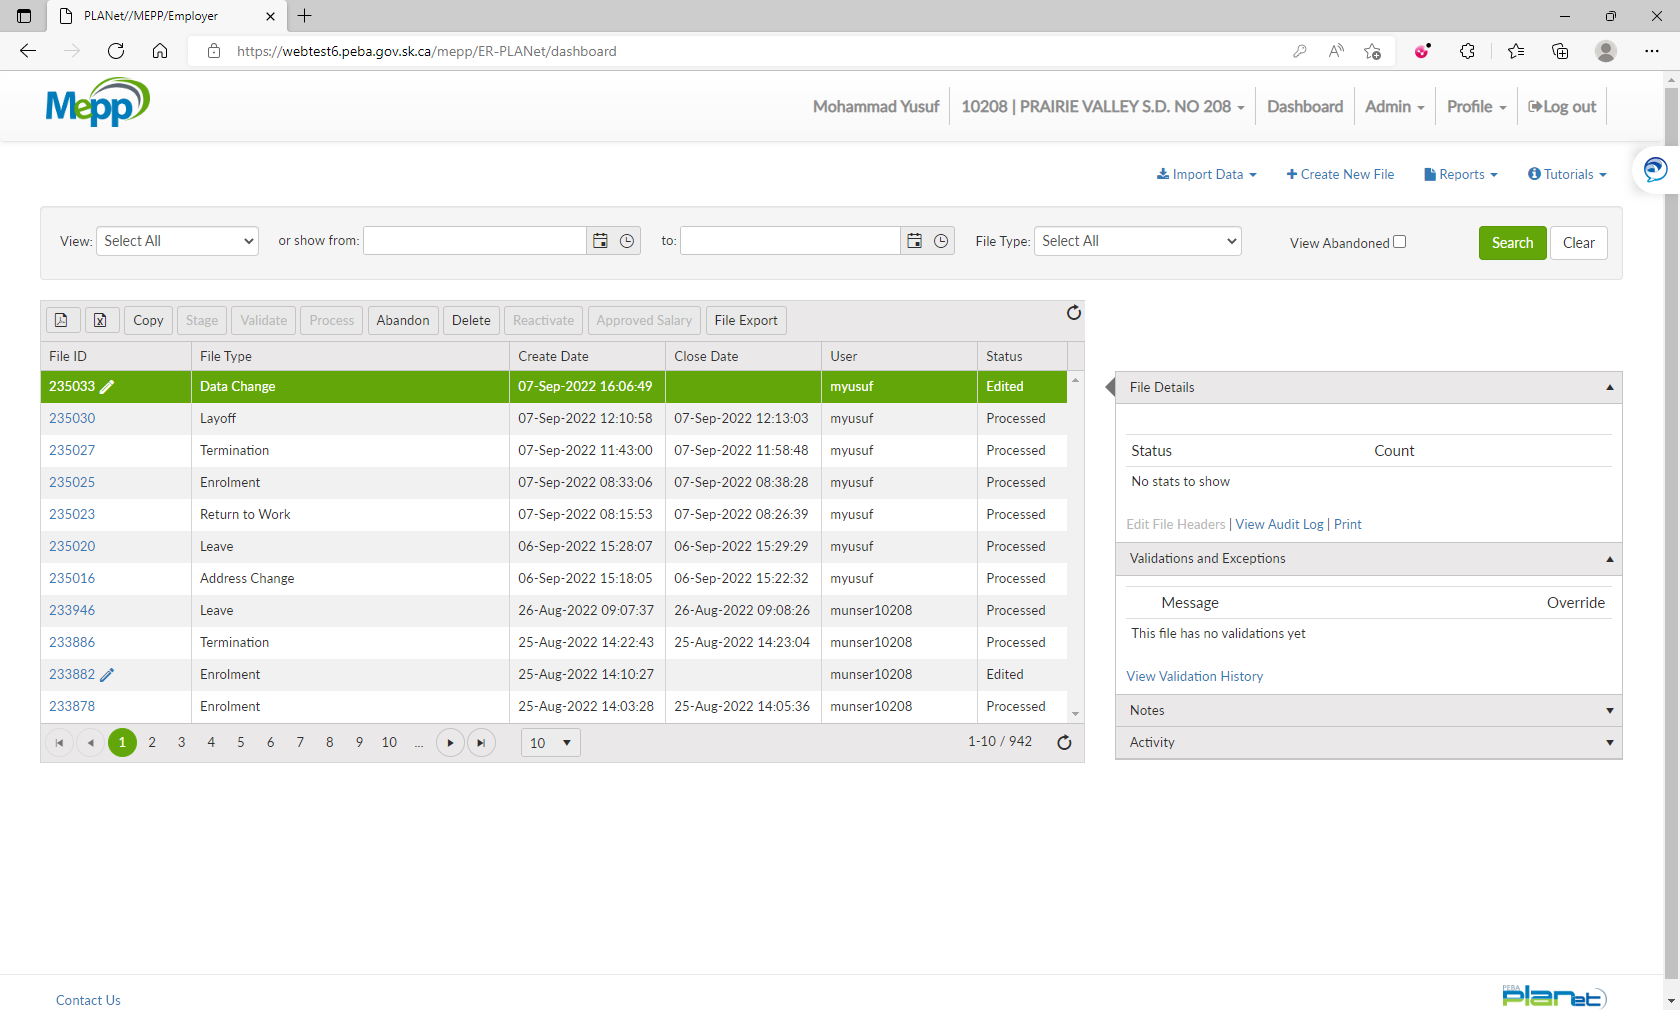 PLANet//MEPP/Employer
https://webtest6.peba.gov.sk.ca/mepp/ER-PLANet/dashboard
Mepp
Mohammad Yusuf
10208 | PRAIRIE VALLEY S.D. NO 208
Dashboard
Admin
Profile
Log out
Import Data
Create New File
Reports
Tutorials
View: Select All or show from: to: File Type: Select All View Abandoned Search Clear
Copy Stage Validate Process Abandon Delete Reactivate Approved Salary File Export
File ID File Type Create Date Close Date User Status
235033 Data Change 07-Sep-2022 16:06:49 myusuf Edited
235030 Layoff 07-Sep-2022 12:10:58 07-Sep-2022 12:13:03 myusuf Processed
235027 Termination 07-Sep-2022 11:43:00 07-Sep-2022 11:58:48 myusuf Processed
235025 Enrolment 07-Sep-2022 08:33:06 07-Sep-2022 08:38:28 myusuf Processed
235023 Return to Work 07-Sep-2022 08:15:53 07-Sep-2022 08:26:39 myusuf Processed
235020 Leave 06-Sep-2022 15:28:07 06-Sep-2022 15:29:29 myusuf Processed
235016 Address Change 06-Sep-2022 15:18:05 06-Sep-2022 15:22:32 myusuf Processed
233946 Leave 26-Aug-2022 09:07:37 26-Aug-2022 09:08:26 munser10208 Processed
233886 Termination 25-Aug-2022 14:22:43 25-Aug-2022 14:23:04 munser10208 Processed
233882 Enrolment 25-Aug-2022 14:10:27 munser10208 Edited
233878 Enrolment 25-Aug-2022 14:03:28 25-Aug-2022 14:05:36 munser10208 Processed
1 2 3 4 5 6 7 8 9 10 ... 10 1-10 / 942
File Details
Status Count
No stats to show
Edit File Headers | View Audit Log | Print
Validations and Exceptions
Message Override
This file has no validations yet
View Validation History
Notes
Activity
Contact Us
PEBA
planet